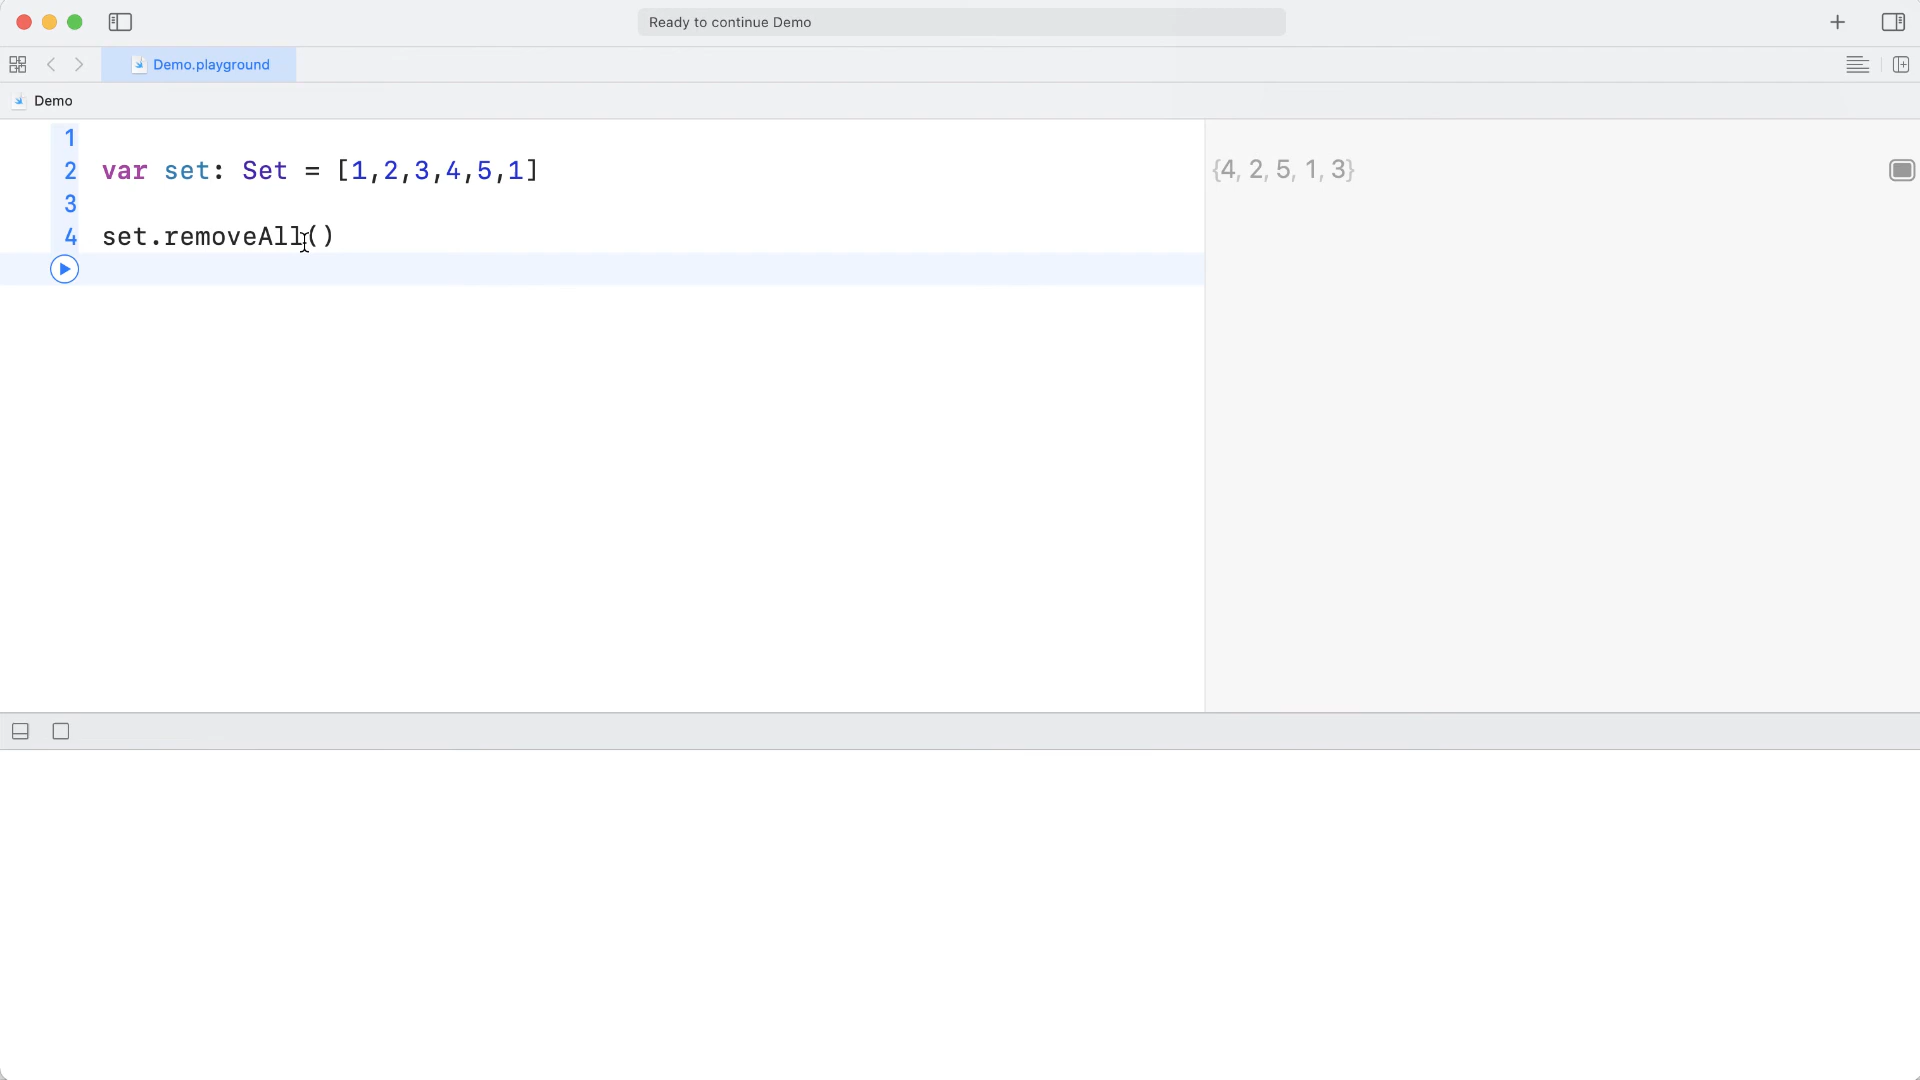 Ready to continue Demo
Demo.playground
Demo
1
2 var set: Set = [1,2,3,4,5,1]
{4, 2, 5, 1, 3}
3
4 set.removeAll()